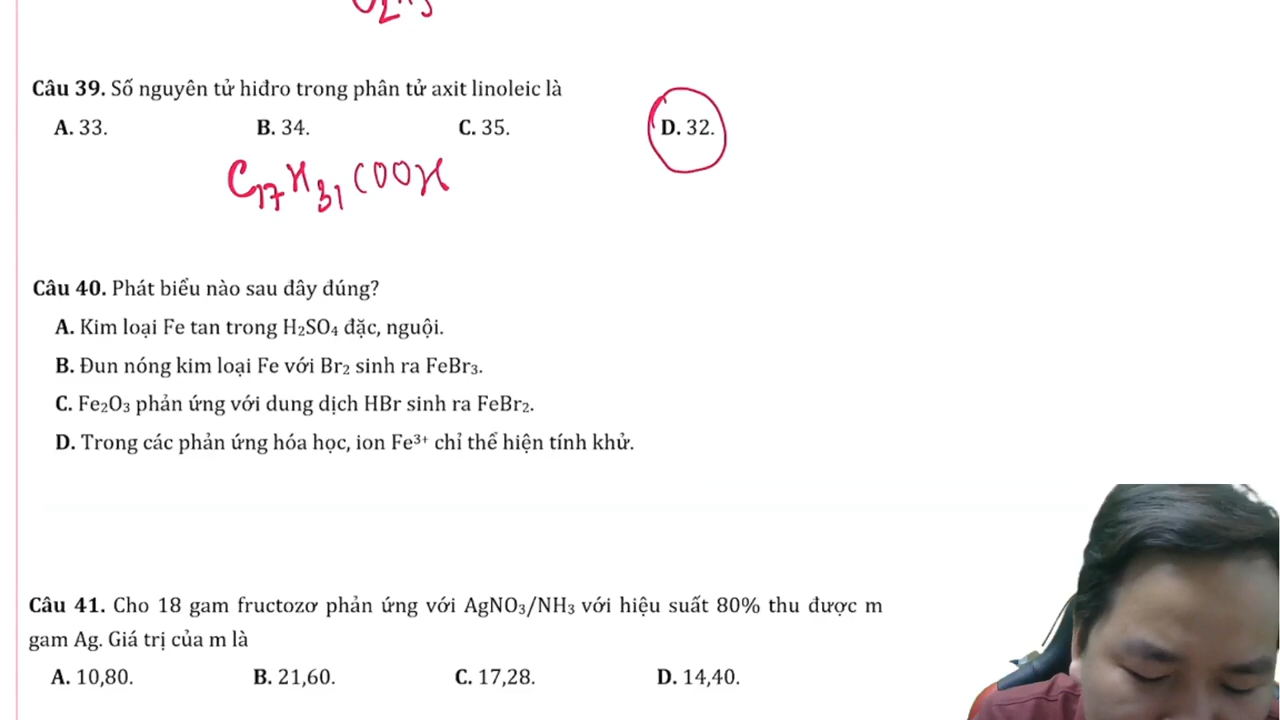 Câu 39. Số nguyên tử hiđro trong phân tử axit linoleic là
A. 33. B. 34. C. 35. D. 32.
C₁₇H₃₁COOH
Câu 40. Phát biểu nào sau đây đúng?
A. Kim loại Fe tan trong H₂SO₄ đặc, nguội.
B. Đun nóng kim loại Fe với Br₂ sinh ra FeBr₃.
C. Fe₂O₃ phản ứng với dung dịch HBr sinh ra FeBr₂.
D. Trong các phản ứng hóa học, ion Fe³⁺ chỉ thể hiện tính khử.
Câu 41. Cho 18 gam fructozơ phản ứng với AgNO₃/NH₃ với hiệu suất 80% thu được m
gam Ag. Giá trị của m là
A. 10,80. B. 21,60. C. 17,28. D. 14,40.